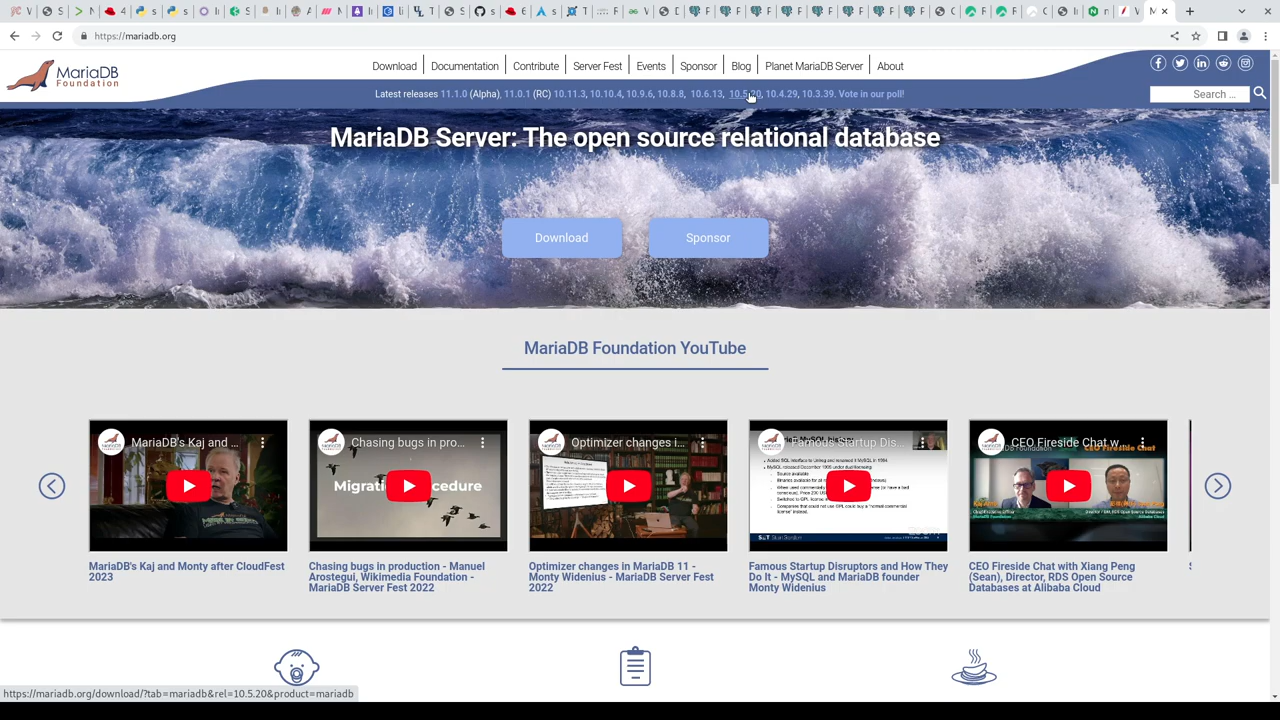 https://mariadb.org
MariaDB
Foundation
Download
Documentation
Contribute
Server Fest
Events
Sponsor
Blog
Planet MariaDB Server
About
Latest releases 11.1.0 (Alpha), 11.0.1 (RC) 10.11.3, 10.10.4, 10.9.6, 10.8.8, 10.6.13, 10.5.20, 10.4.29, 10.3.39. Vote in our poll!
Search ...
MariaDB Server: The open source relational database
Download
Sponsor
MariaDB Foundation YouTube
MariaDB's Kaj and ...
Chasing bugs in pro...
Migra
cedure
Optimizer changes i...
Famous Startup Dis...
CEO Fireside Chat w...
MariaDB's Kaj and Monty after CloudFest
2023
Chasing bugs in production - Manuel
Arostegui, Wikimedia Foundation -
MariaDB Server Fest 2022
Optimizer changes in MariaDB 11 -
Monty Widenius - MariaDB Server Fest
2022
Famous Startup Disruptors and How They
Do It - MySQL and MariaDB founder
Monty Widenius
CEO Fireside Chat with Xiang Peng
(Sean), Director, RDS Open Source
Databases at Alibaba Cloud
https://mariadb.org/download/?tab=mariadb&rel=10.5.20&product=mariadb